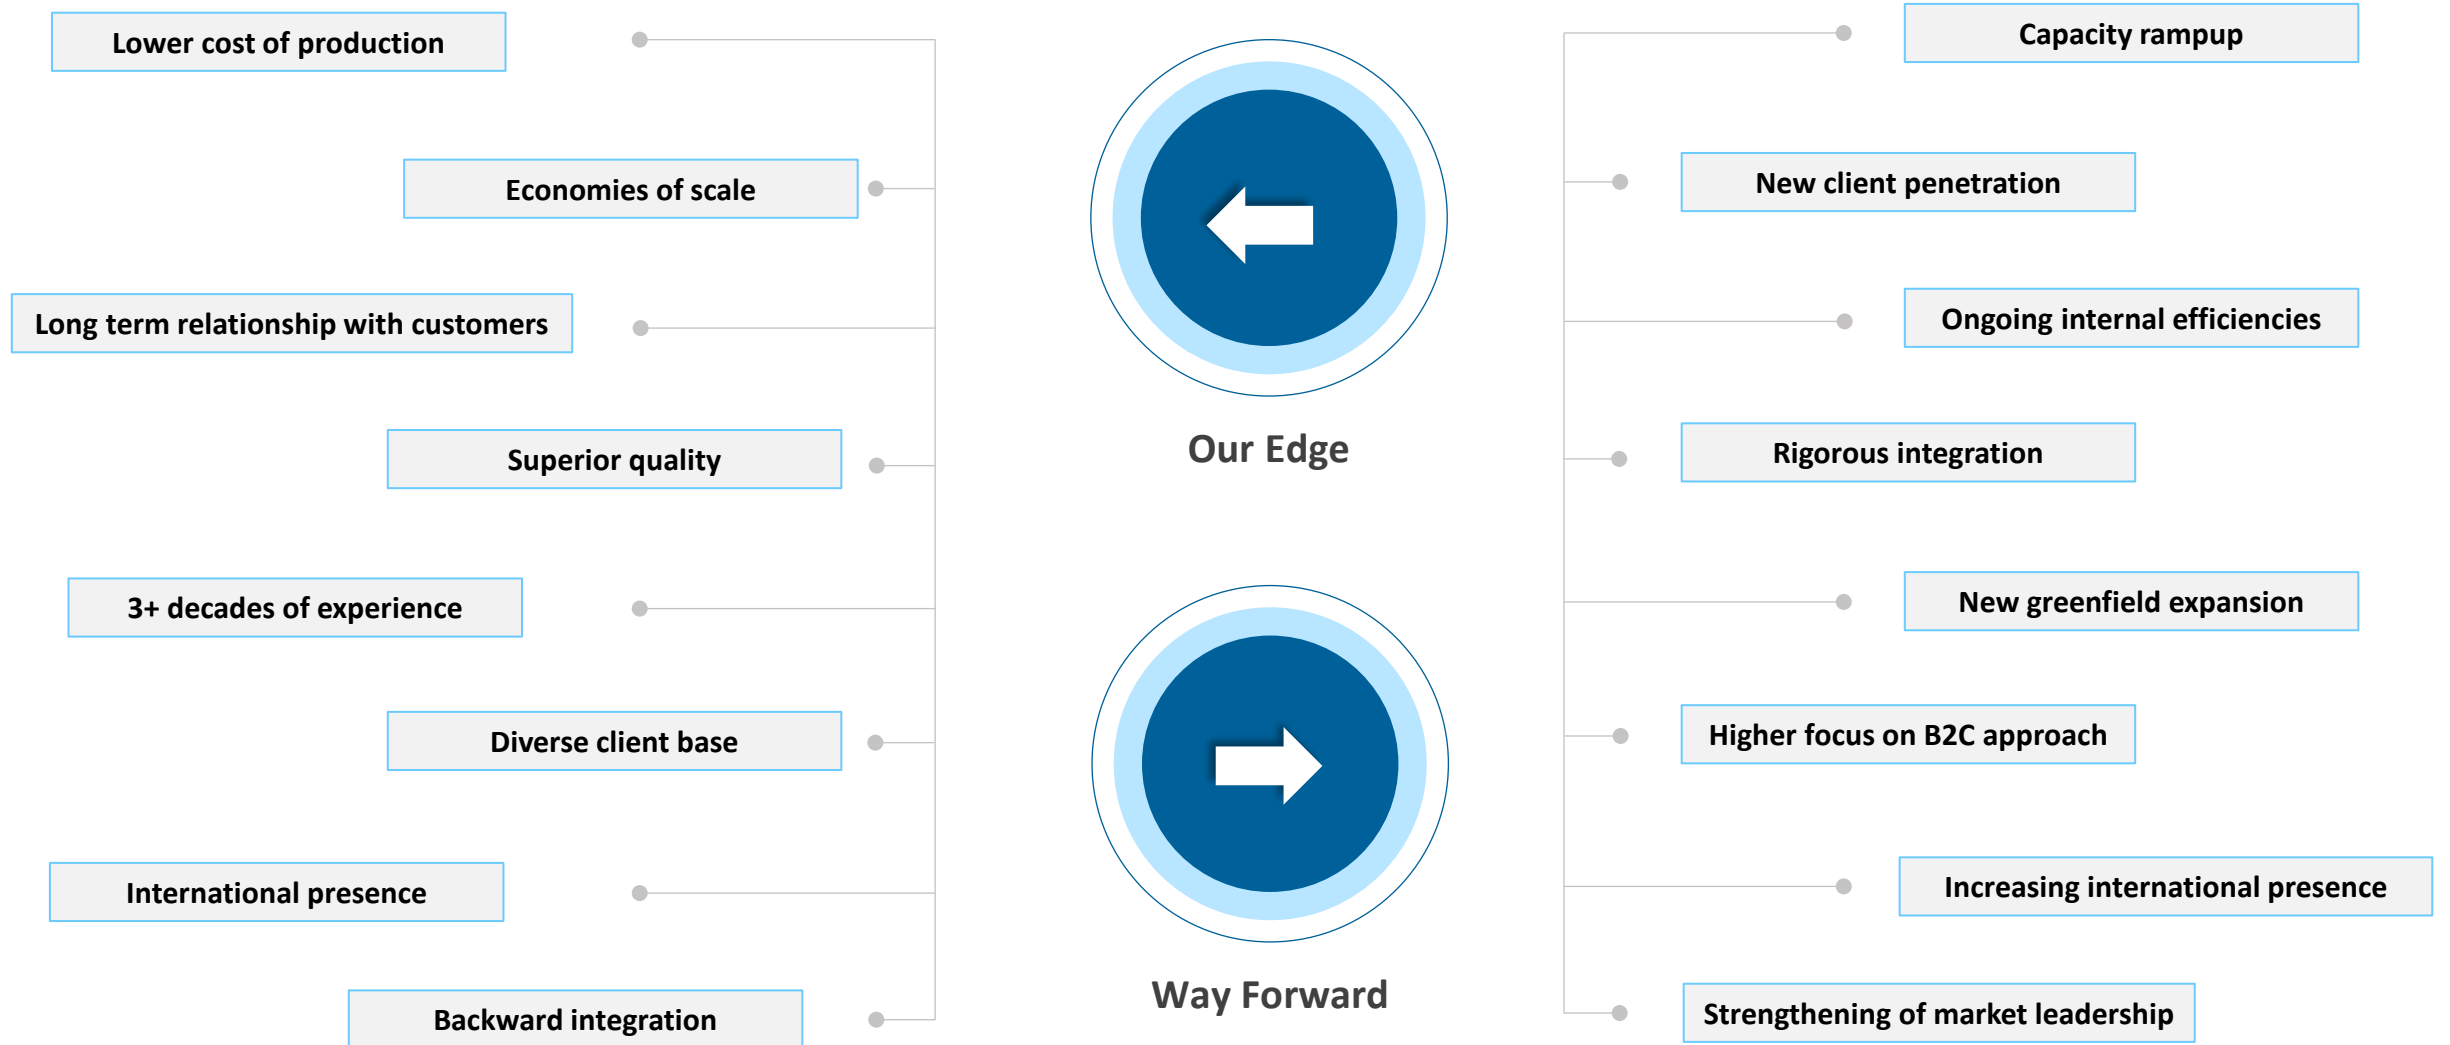 Lower cost of production
Economies of scale
Long term relationship with customers
Superior quality
3+ decades of experience
Diverse client base
International presence
Backward integration
Our Edge
Way Forward
Capacity rampup
New client penetration
Ongoing internal efficiencies
Rigorous integration
New greenfield expansion
Higher focus on B2C approach
Increasing international presence
Strengthening of market leadership